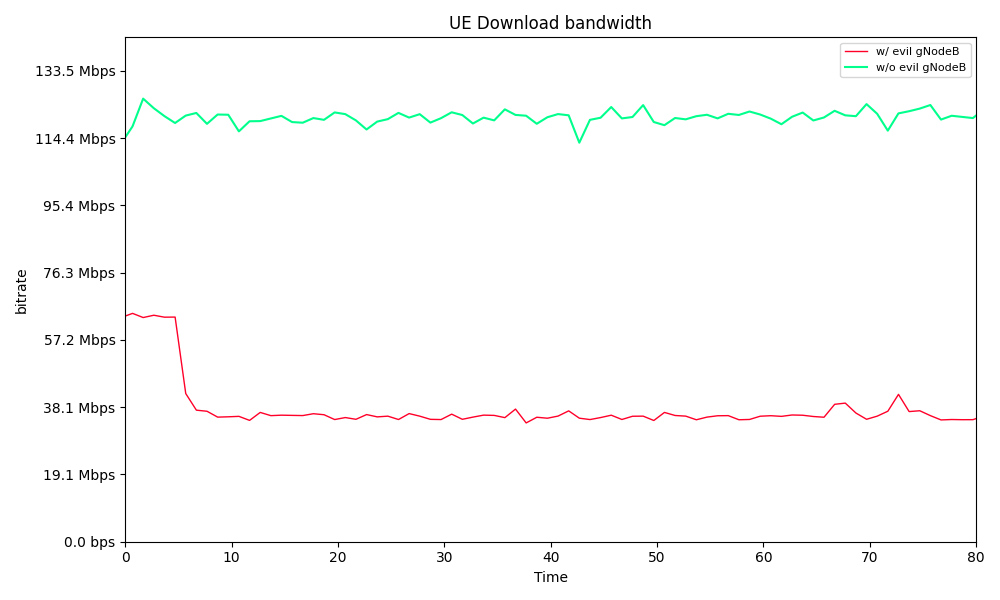 UE Download bandwidth
w/ evil gNodeB
w/o evil gNodeB
133.5 Mbps
114.4 Mbps
95.4 Mbps
76.3 Mbps
57.2 Mbps
38.1 Mbps
19.1 Mbps
0.0 bps
bitrate
0 10 20 30 40 50 60 70 80
Time